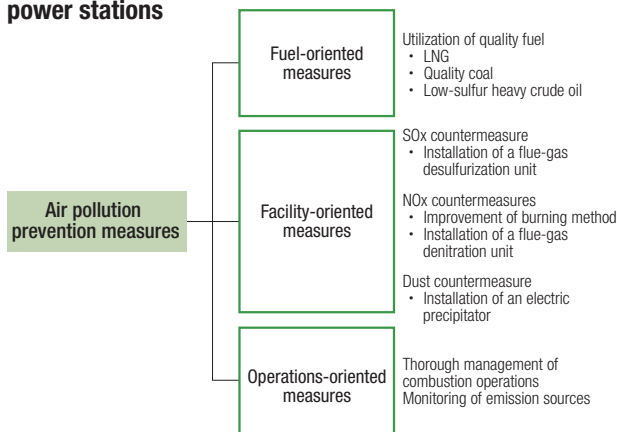 power stations
Air pollution
prevention measures
Fuel-oriented
measures
Utilization of quality fuel
• LNG
• Quality coal
• Low-sulfur heavy crude oil
Facility-oriented
measures
SOx countermeasure
• Installation of a flue-gas
desulfurization unit
NOx countermeasures
• Improvement of burning method
• Installation of a flue-gas
denitration unit
Dust countermeasure
• Installation of an electric
precipitator
Operations-oriented
measures
Thorough management of
combustion operations
Monitoring of emission sources